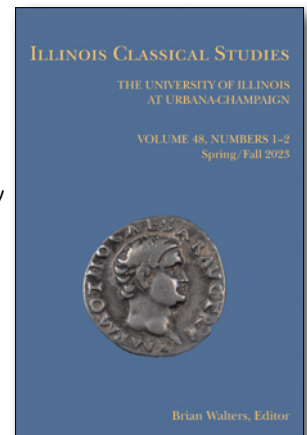 ILLINOIS CLASSICAL STUDIES
THE UNIVERSITY OF ILLINOIS
AT URBANA-CHAMPAIGN
VOLUME 48, NUMBERS 1–2
Spring/Fall 2023
Brian Walters, Editor